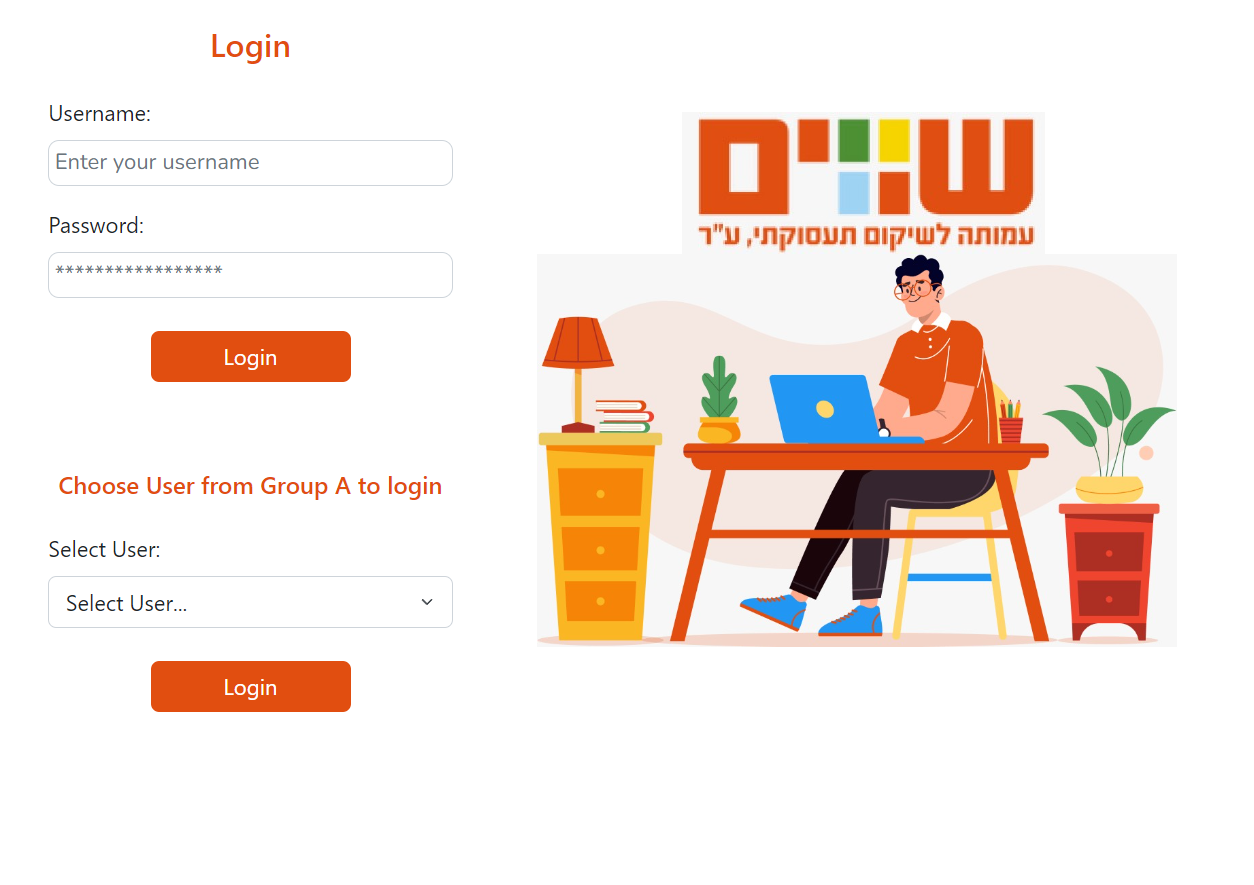 Login
Username:
Enter your username
Password:
*****************
Login
Choose User from Group A to login
Select User:
Select User...
Login
שווים
עמותה לשיקום תעסוקתי, ע"ר